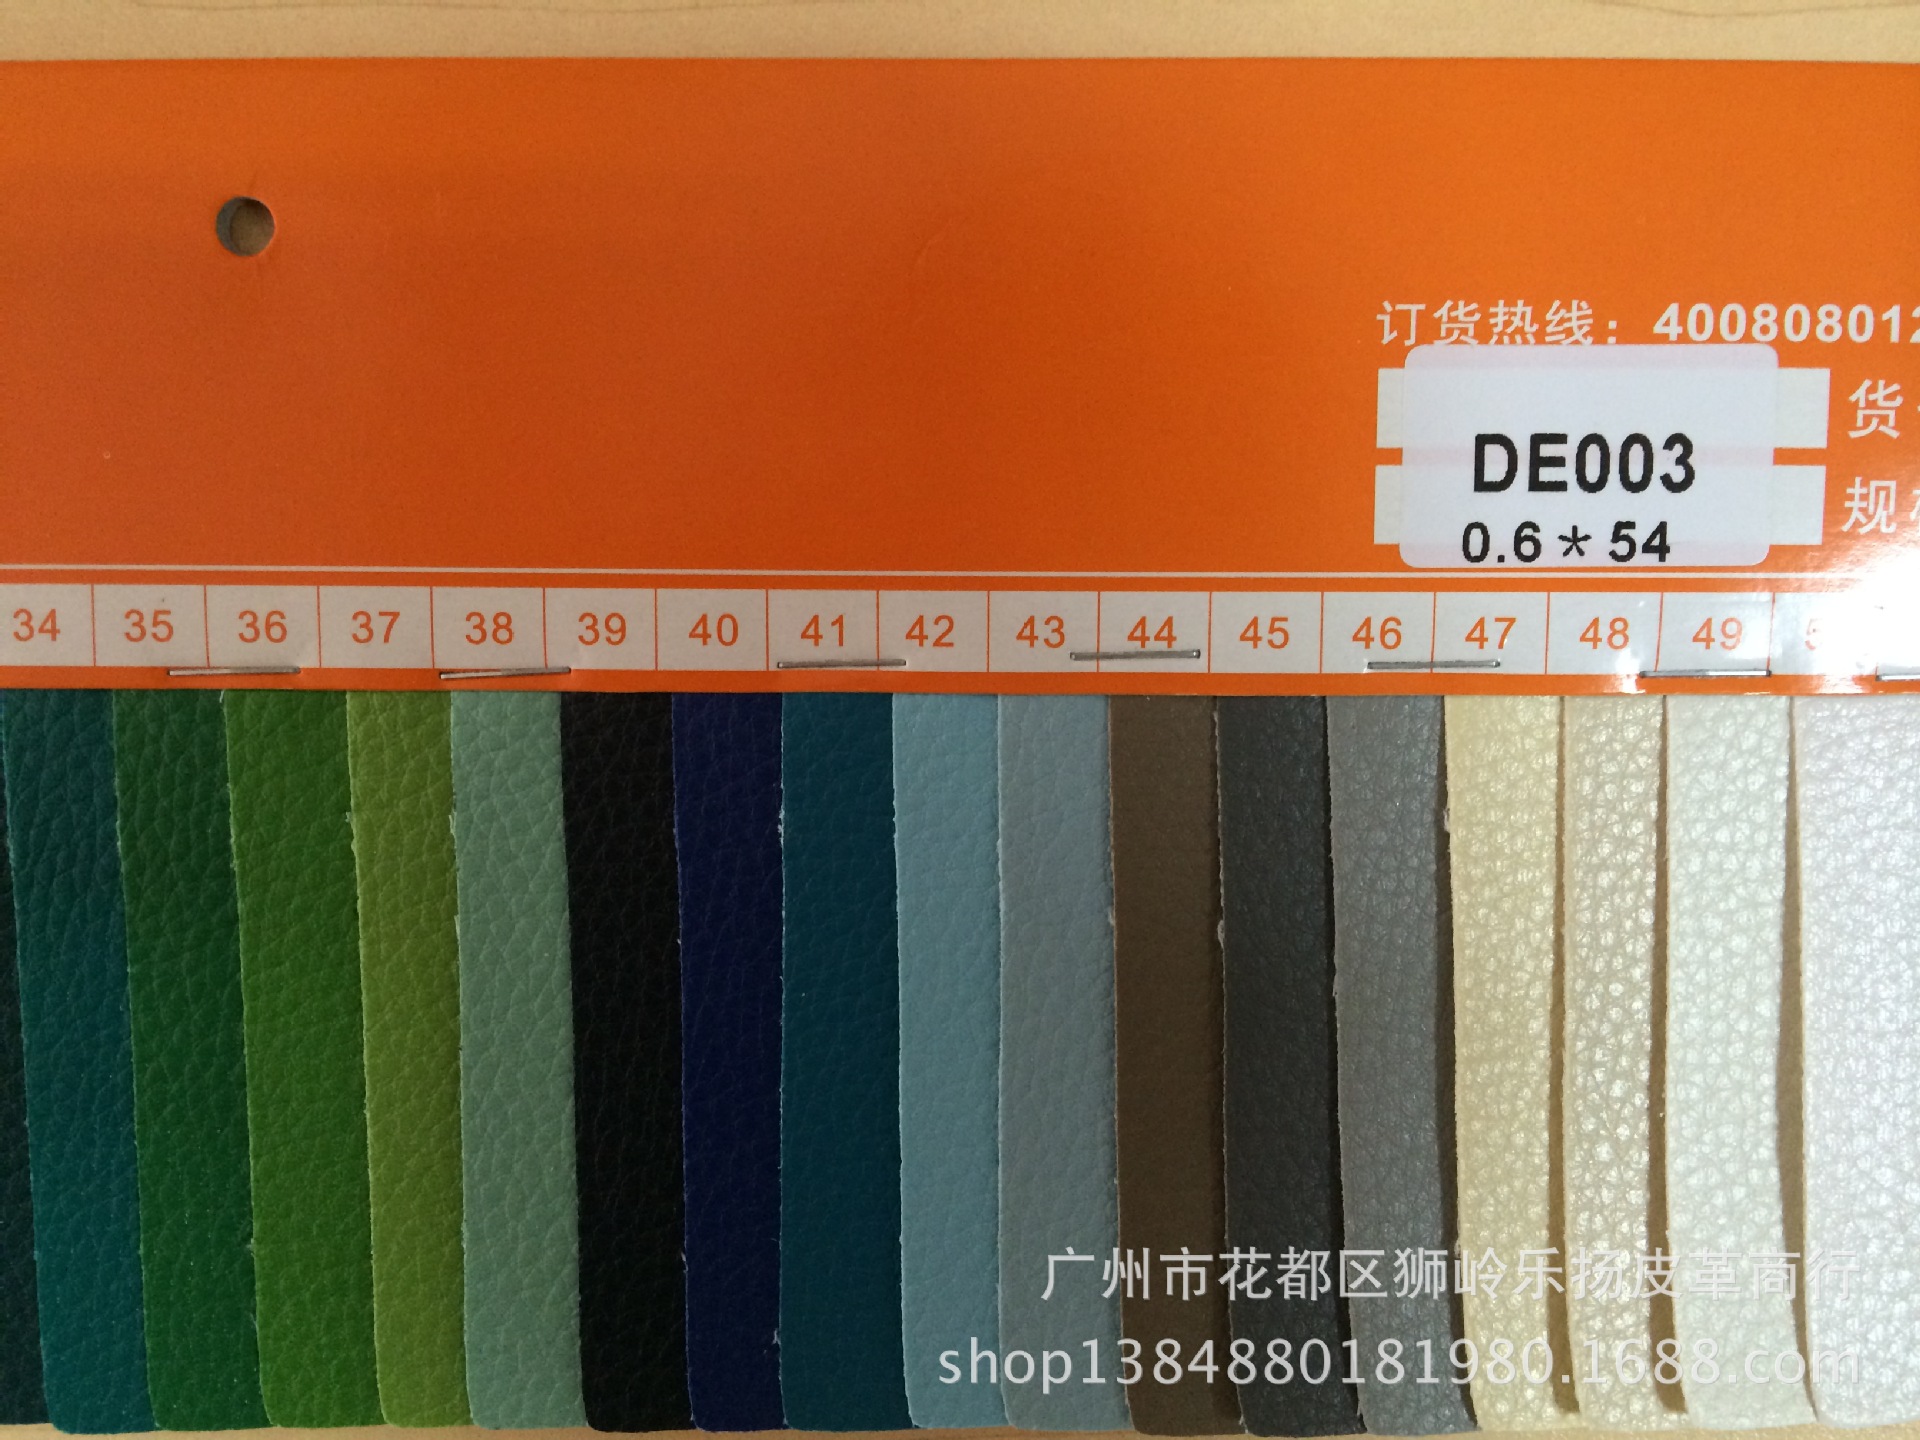 订货热线：40080801
货
DE003
规
0.6*54
34 35 36 37 38 39 40 41 42 43 44 45 46 47 48 49
广州市花都区狮岭乐扬皮革商行
shop1384880181980.1688.com